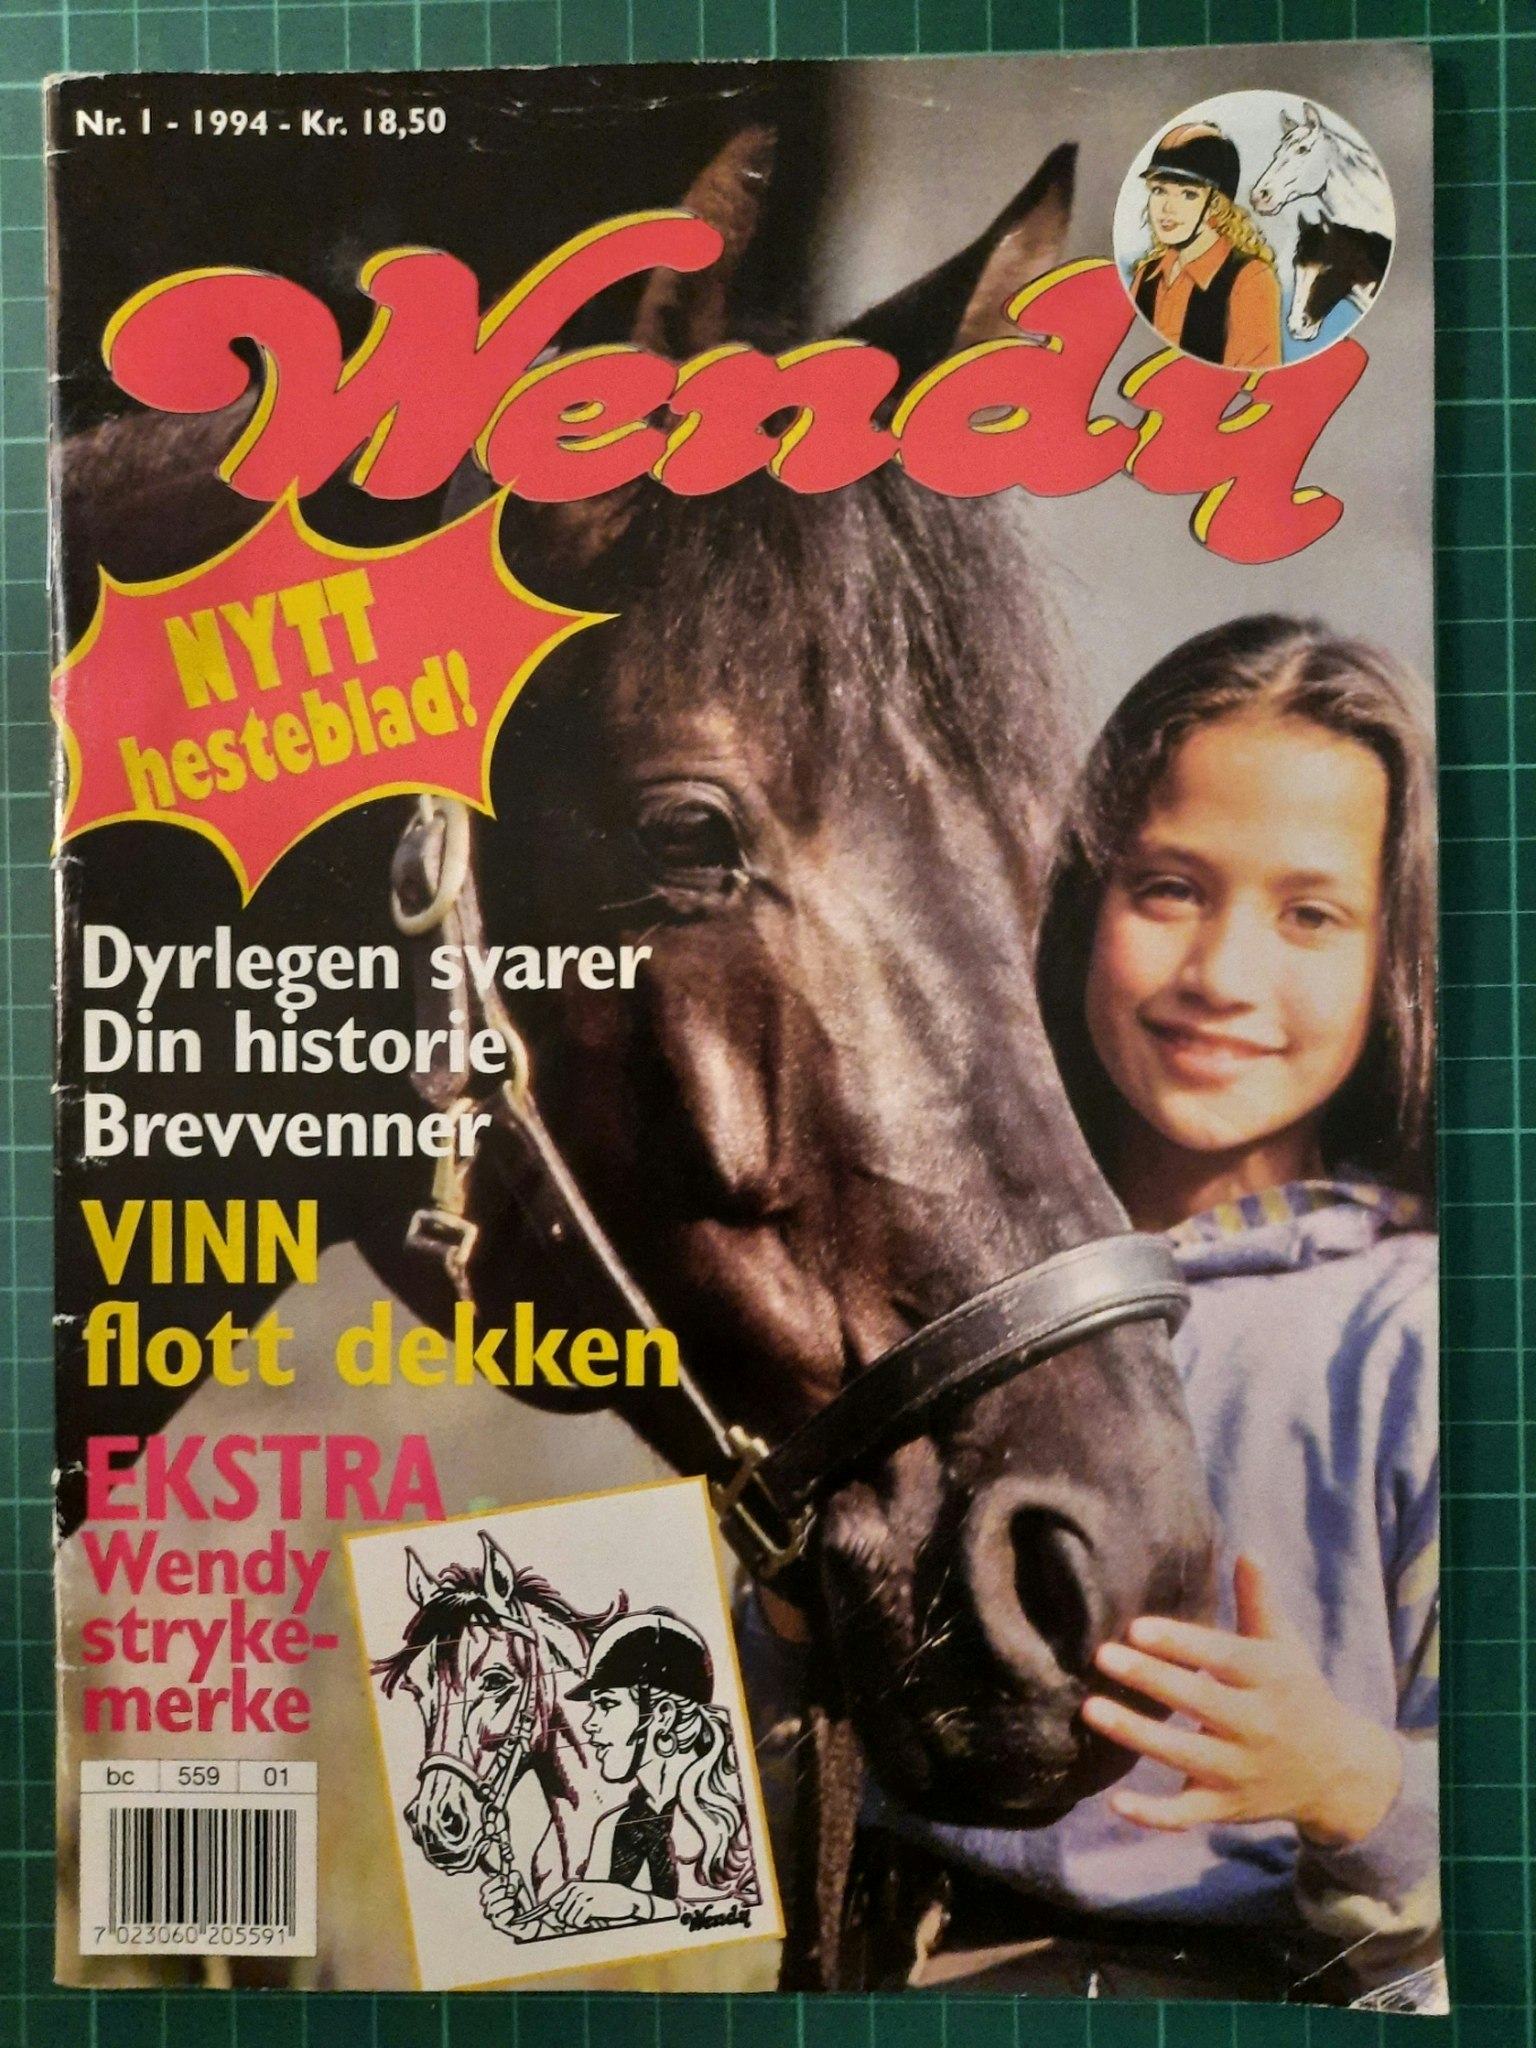 Nr. 1 - 1994 - Kr. 18,50
Wendy
NYTT
hesteblad!
Dyrlegen svarer
Din historie
Brevvenner
VINN
flott dekken
EKSTRA
Wendy
stryke-
merke
bc 559 01
7 023060 205591
Wendy